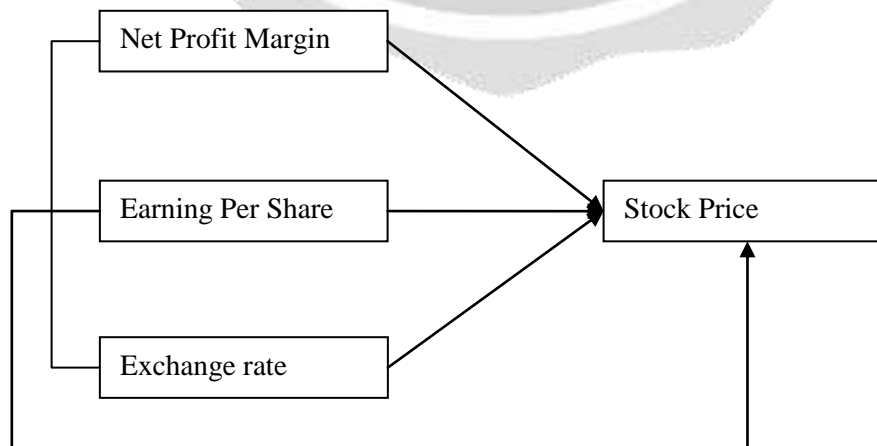 Net Profit Margin
Earning Per Share
Stock Price
Exchange rate